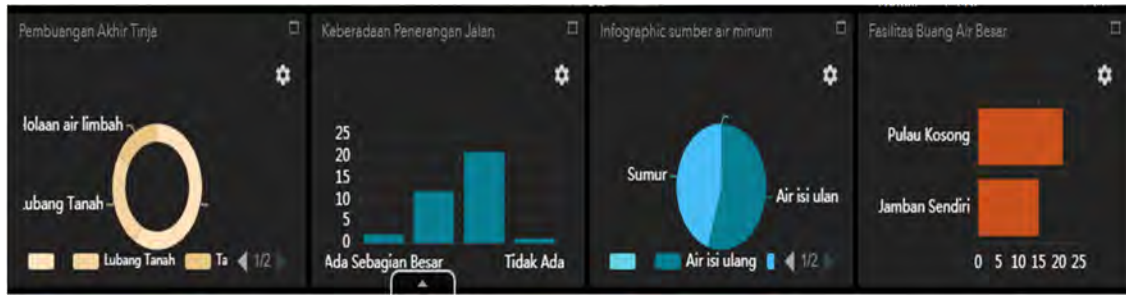 Pembuangan Akhir Tinja
lolaan air limbah
ubang Tanah
Lubang Tanah
Ta
1/2
Keberadaan Penerangan Jalan
25
20
15
10
5
0
Ada Sebagian Besar
Tidak Ada
Infographic sumber air minum
Sumur
Air isi ulan
Air isi ulang
1/2
Fasilitas Buang Air Besar
Pulau Kosong
Jamban Sendiri
0 5 10 15 20 25